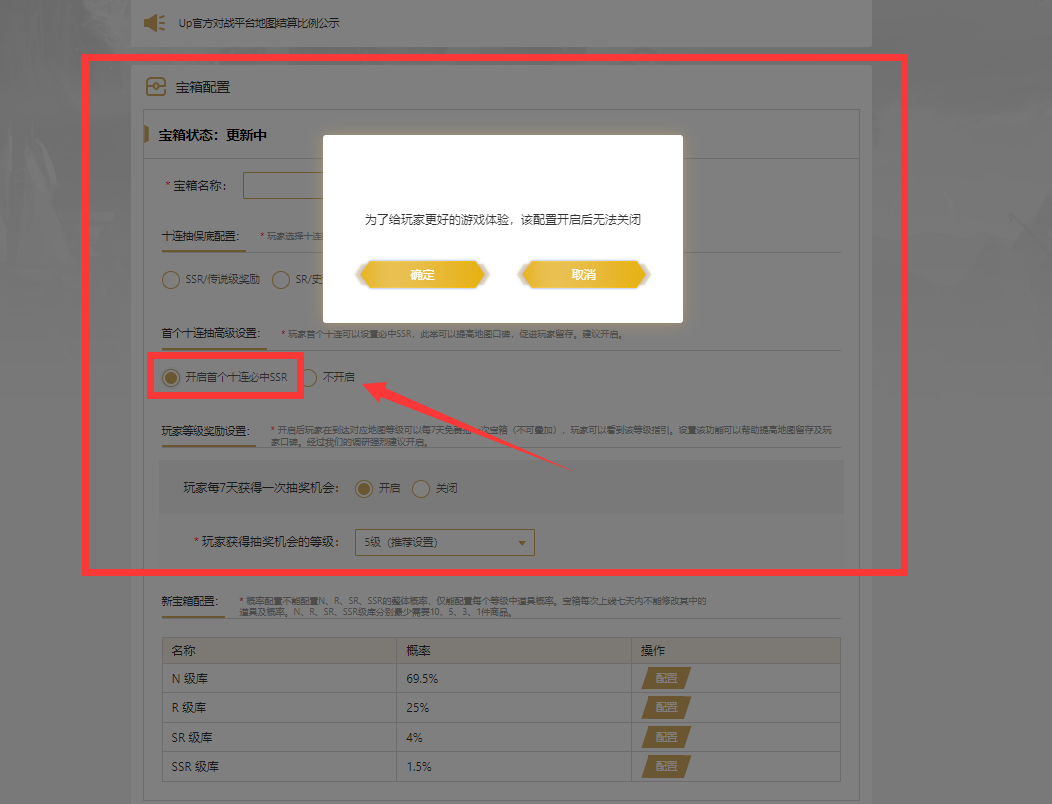 Up官方对战平台地图结算比例公示
宝箱配置
宝箱状态：更新中
* 宝箱名称：
为了给玩家更好的游戏体验，该配置开启后无法关闭
确定 取消
十连抽保底配置： * 玩家选择十连
SSR/传说级奖励 SR/史
首个十连抽高级设置： * 玩家首个十连可以设置必中SSR，此举可以提高地图口碑，促进玩家留存。建议开启。
开启首个十连必中SSR 不开启
玩家等级奖励设置： * 开启后玩家在到达对应地图等级可以每7天免费抽一次宝箱（不可叠加），玩家可以看到该等级指引。设置该功能可以帮助提高地图留存及玩
家口碑。经过我们的调研强烈建议开启。
玩家每7天获得一次抽奖机会： 开启 关闭
* 玩家获得抽奖机会的等级： 5级（推荐设置）
新宝箱配置： * 概率配置不能配置N、R、SR、SSR的整体概率，仅能配置每个等级中道具概率。宝箱每次上线七天内不能修改其中的
道具及概率。N、R、SR、SSR级库分别最少需要10、5、3、1件商品。
名称 概率 操作
N 级库 69.5% 配置
R 级库 25% 配置
SR 级库 4% 配置
SSR 级库 1.5% 配置